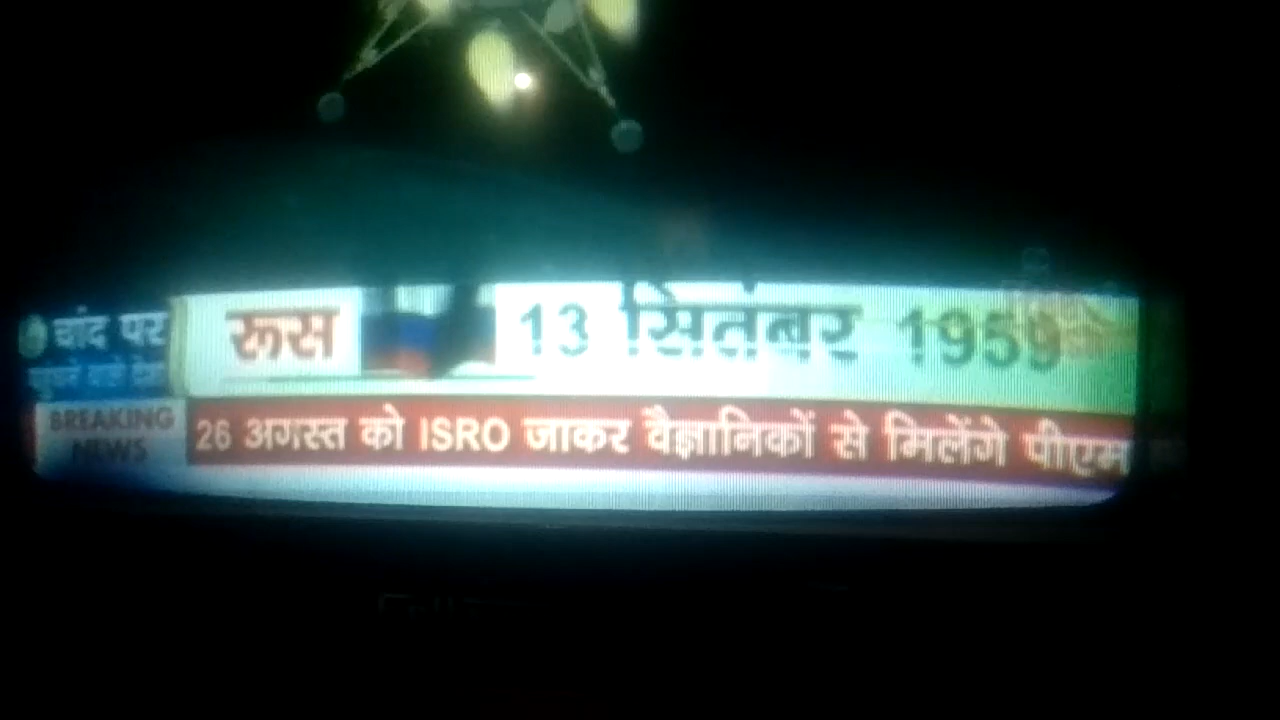 चांद पर
रूस 13 सितंबर 1959
BREAKING NEWS
26 अगस्त को ISRO जाकर वैज्ञानिकों से मिलेंगे पीएम